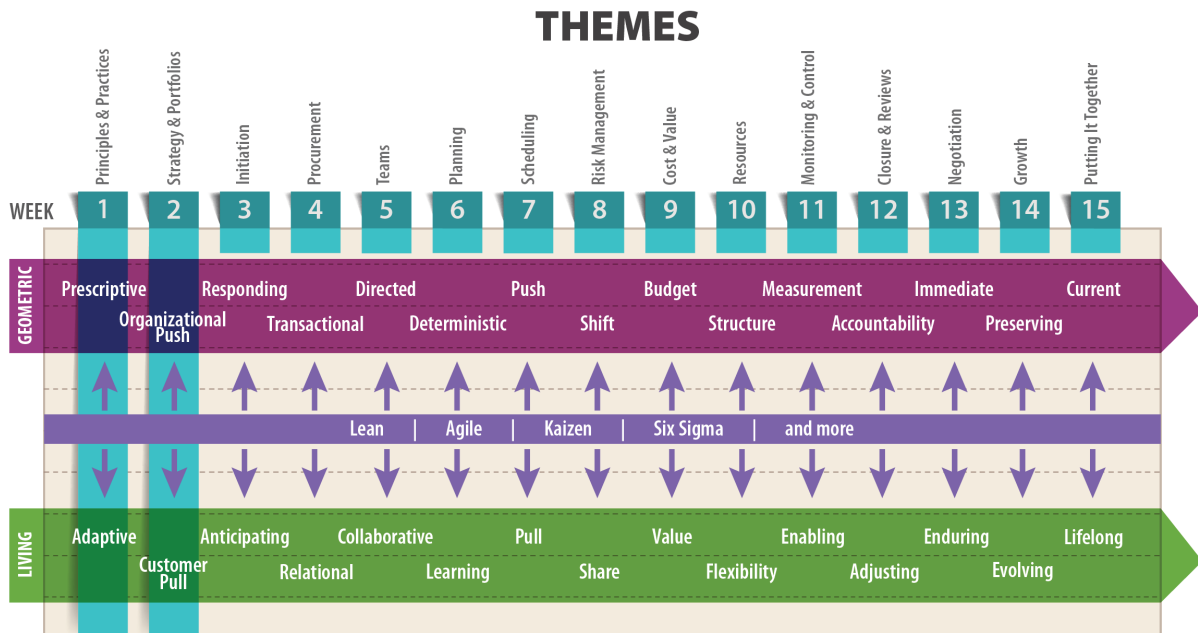 THEMES
Principles & Practices
Strategy & Portfolios
Initiation
Procurement
Teams
Planning
Scheduling
Risk Management
Cost & Value
Resources
Monitoring & Control
Closure & Reviews
Negotiation
Growth
Putting It Together
WEEK 1 2 3 4 5 6 7 8 9 10 11 12 13 14 15
GEOMETRIC
Prescriptive Responding Directed Push Budget Measurement Immediate Current
Organizational Push Transactional Deterministic Shift Structure Accountability Preserving
Lean | Agile | Kaizen | Six Sigma | and more
LIVING
Adaptive Anticipating Collaborative Pull Value Enabling Enduring Lifelong
Customer Pull Relational Learning Share Flexibility Adjusting Evolving